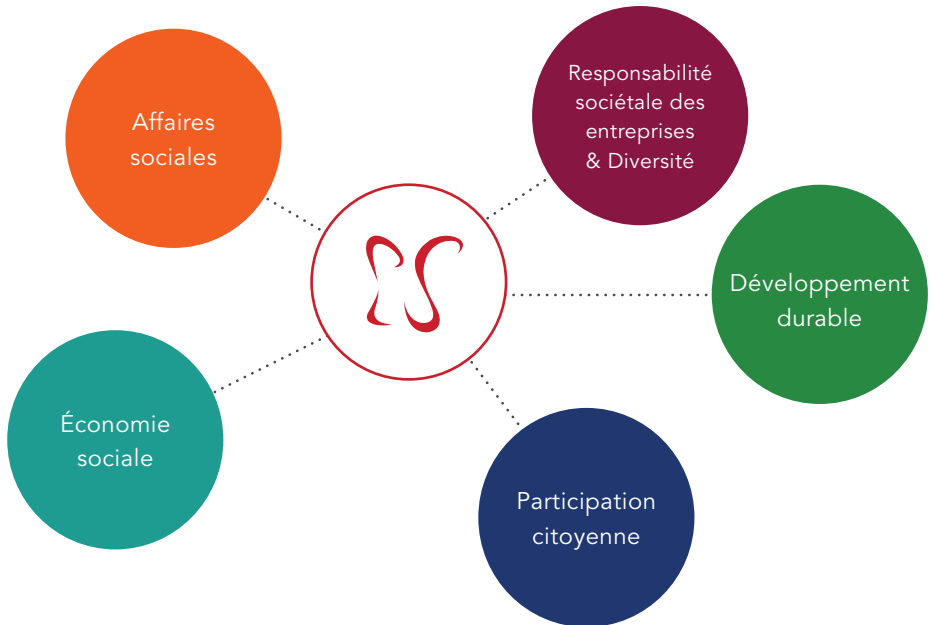 Affaires
sociales
Responsabilité
sociétale des
entreprises
& Diversité
Développement
durable
Économie
sociale
Participation
citoyenne